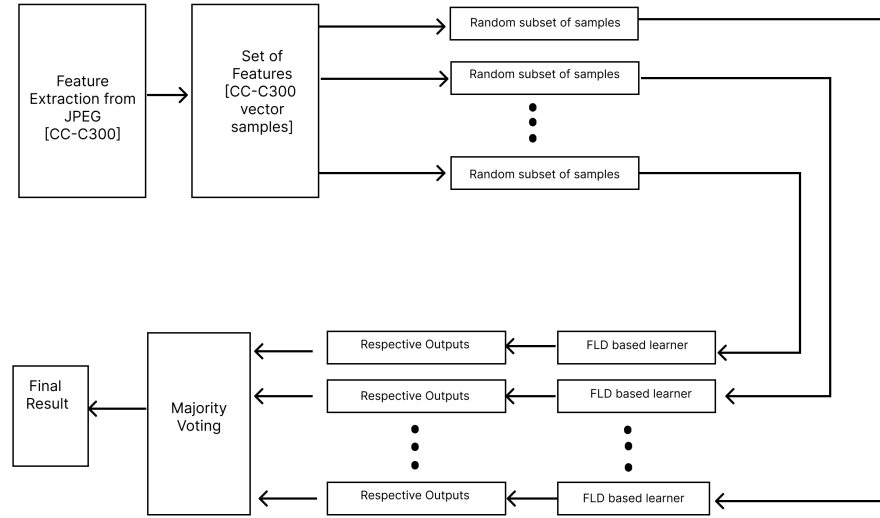 Feature
Extraction from
JPEG
[CC-C300]
Set of
Features
[CC-C300
vector
samples]
Random subset of samples
Random subset of samples
Random subset of samples
Respective Outputs
FLD based learner
Respective Outputs
FLD based learner
Respective Outputs
FLD based learner
Majority
Voting
Final
Result